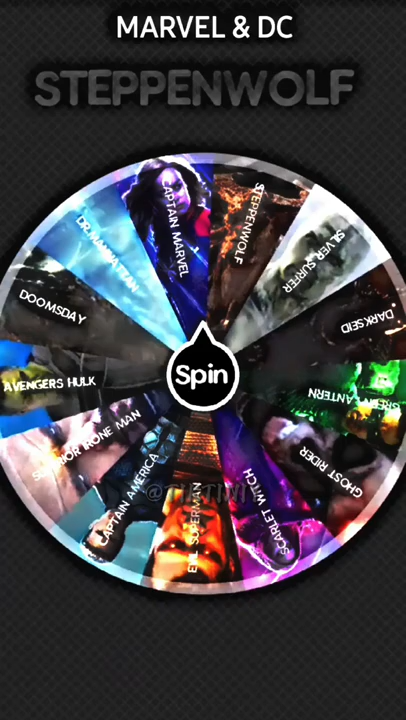 MARVEL & DC
STEPPENWOLF
CAPTAIN MARVEL
STEPPENWOLF
SILVER SURFER
DARKSEID
GREEN LANTERN
GHOST RIDER
SCARLET WITCH
EVIL SUPERMAN
CAPTAIN AMERICA
SUPERIOR IRONE MAN
AVENGERS HULK
DOOMSDAY
DR.MANHATTAN
Spin